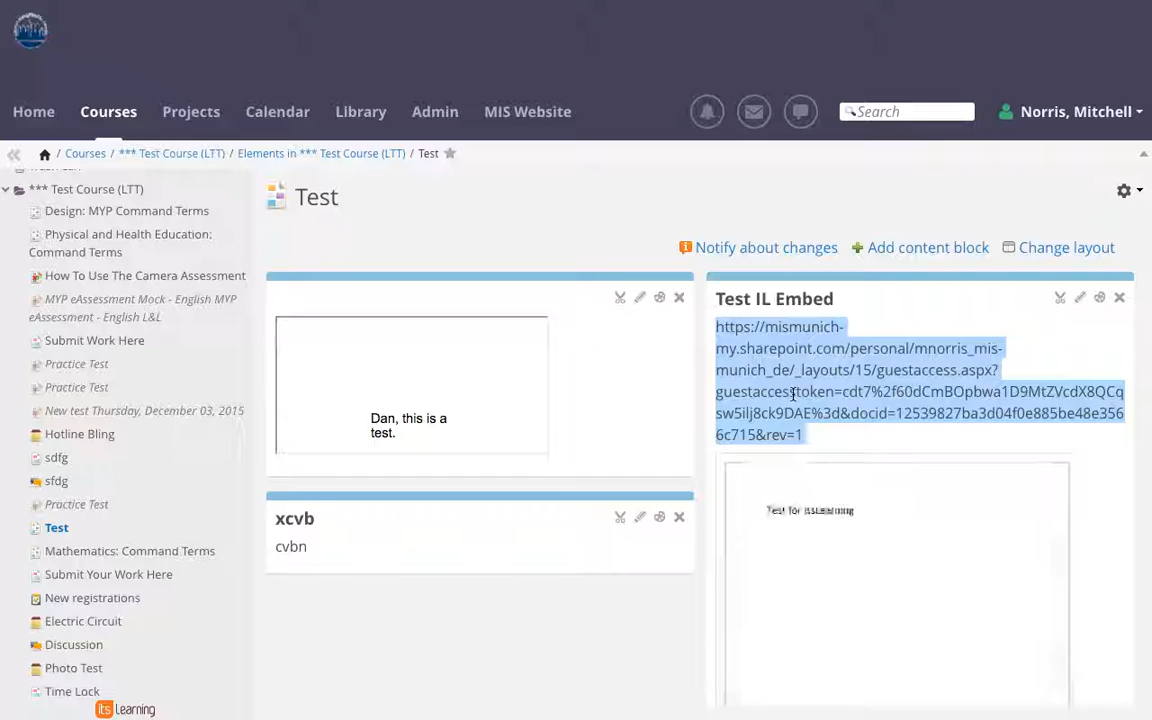 Home Courses Projects Calendar Library Admin MIS Website Search Norris, Mitchell
Courses / *** Test Course (LTT) / Elements in *** Test Course (LTT) / Test
*** Test Course (LTT)
Design: MYP Command Terms
Physical and Health Education:
Command Terms
How To Use The Camera Assessment
MYP eAssessment Mock - English MYP
eAssessment - English L&L
Submit Work Here
Practice Test
Practice Test
New test Thursday, December 03, 2015
Hotline Bling
sdfg
sfdg
Practice Test
Test
Mathematics: Command Terms
Submit Your Work Here
New registrations
Electric Circuit
Discussion
Photo Test
Time Lock
its Learning
Test
Notify about changes Add content block Change layout
Dan, this is a
test.
xcvb
cvbn
Test IL Embed
https://mismunich-
my.sharepoint.com/personal/mnorris_mis-
munich_de/_layouts/15/guestaccess.aspx?
guestaccesstoken=cdt7%2f60dCmBOpbwa1D9MtZVcdX8QCq
sw5ilj8ck9DAE%3d&docid=12539827ba3d04f0e885be48e356
6c715&rev=1
Test for itsLearning